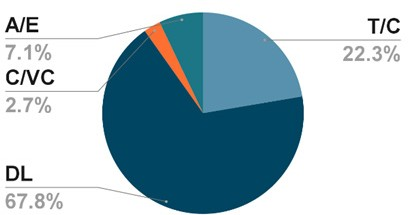 A/E
7.1%
C/VC
2.7%
DL
67.8%
T/C
22.3%